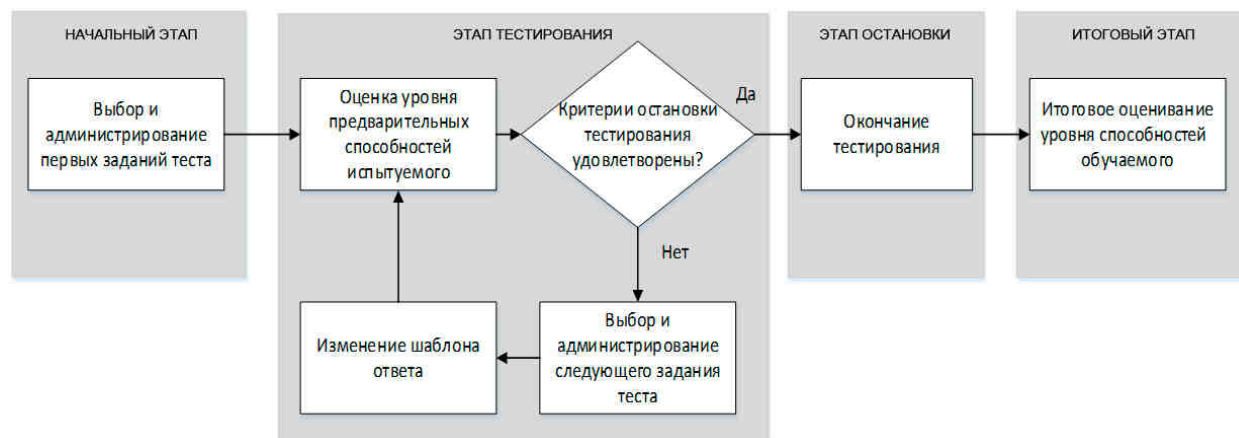 НАЧАЛЬНЫЙ ЭТАП
Выбор и
администрирование
первых заданий теста
ЭТАП ТЕСТИРОВАНИЯ
Оценка уровня
предварительных
способностей
испытуемого
Критерии остановки
тестирования
удовлетворены?
Да
Нет
Выбор и
администрирование
следующего задания
теста
Изменение шаблона
ответа
ЭТАП ОСТАНОВКИ
Окончание
тестирования
ИТОГОВЫЙ ЭТАП
Итоговое оценивание
уровня способностей
обучаемого